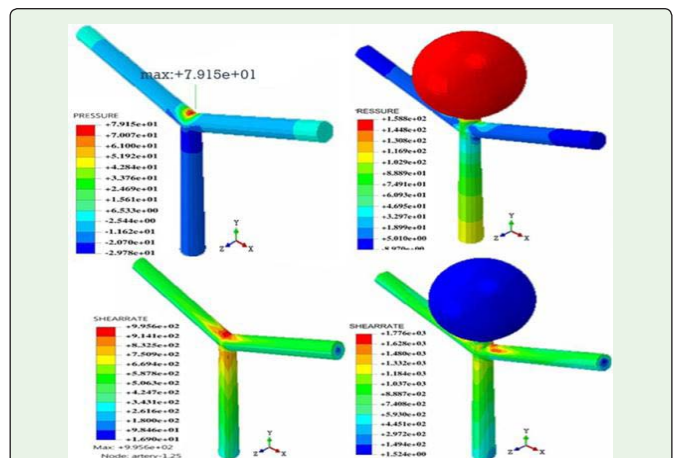 max:+7.915e+01
PRESSURE
+7.915e+01
+7.007e+01
+6.100e+01
+5.192e+01
+4.284e+01
+3.376e+01
+2.469e+01
+1.561e+01
+6.533e+00
-2.544e+00
-1.162e+01
-2.070e+01
-2.978e+01
Y
Z X
RESSURE
+1.588e+02
+1.448e+02
+1.308e+02
+1.169e+02
+1.029e+02
+8.889e+01
+7.491e+01
+6.093e+01
+4.695e+01
+3.297e+01
+1.899e+01
+5.010e+00
-8.970e+00
Y
Z X
SHEARRATE
+9.956e+02
+9.141e+02
+8.325e+02
+7.509e+02
+6.694e+02
+5.878e+02
+5.063e+02
+4.247e+02
+3.431e+02
+2.616e+02
+1.800e+02
+9.846e+01
+1.690e+01
Max: +9.956e+02
Node: artery-1.25
Y
Z X
SHEARRATE
+1.776e+03
+1.628e+03
+1.480e+03
+1.332e+03
+1.184e+03
+1.037e+03
+8.887e+02
+7.408e+02
+5.930e+02
+4.451e+02
+2.972e+02
+1.494e+02
+1.524e+00
Y
Z X